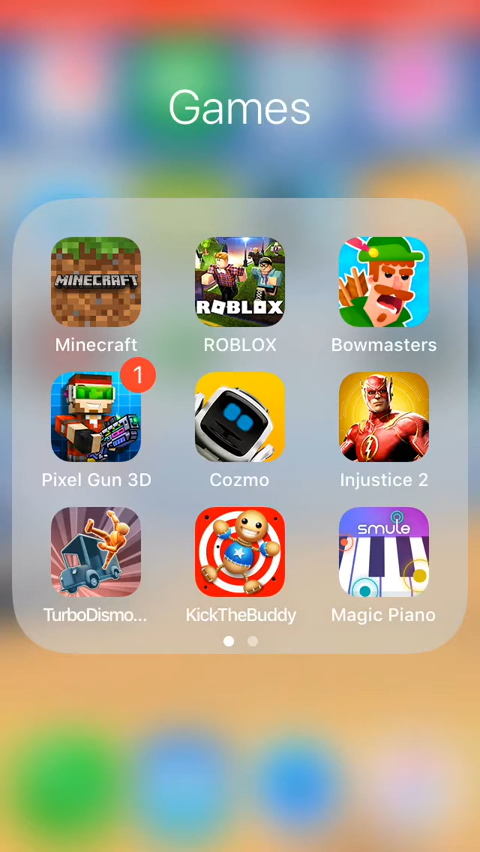 Games
MINECRAFT
ROBLOX
Minecraft
ROBLOX
Bowmasters
1
Pixel Gun 3D
Cozmo
Injustice 2
smule
TurboDismo...
KickTheBuddy
Magic Piano